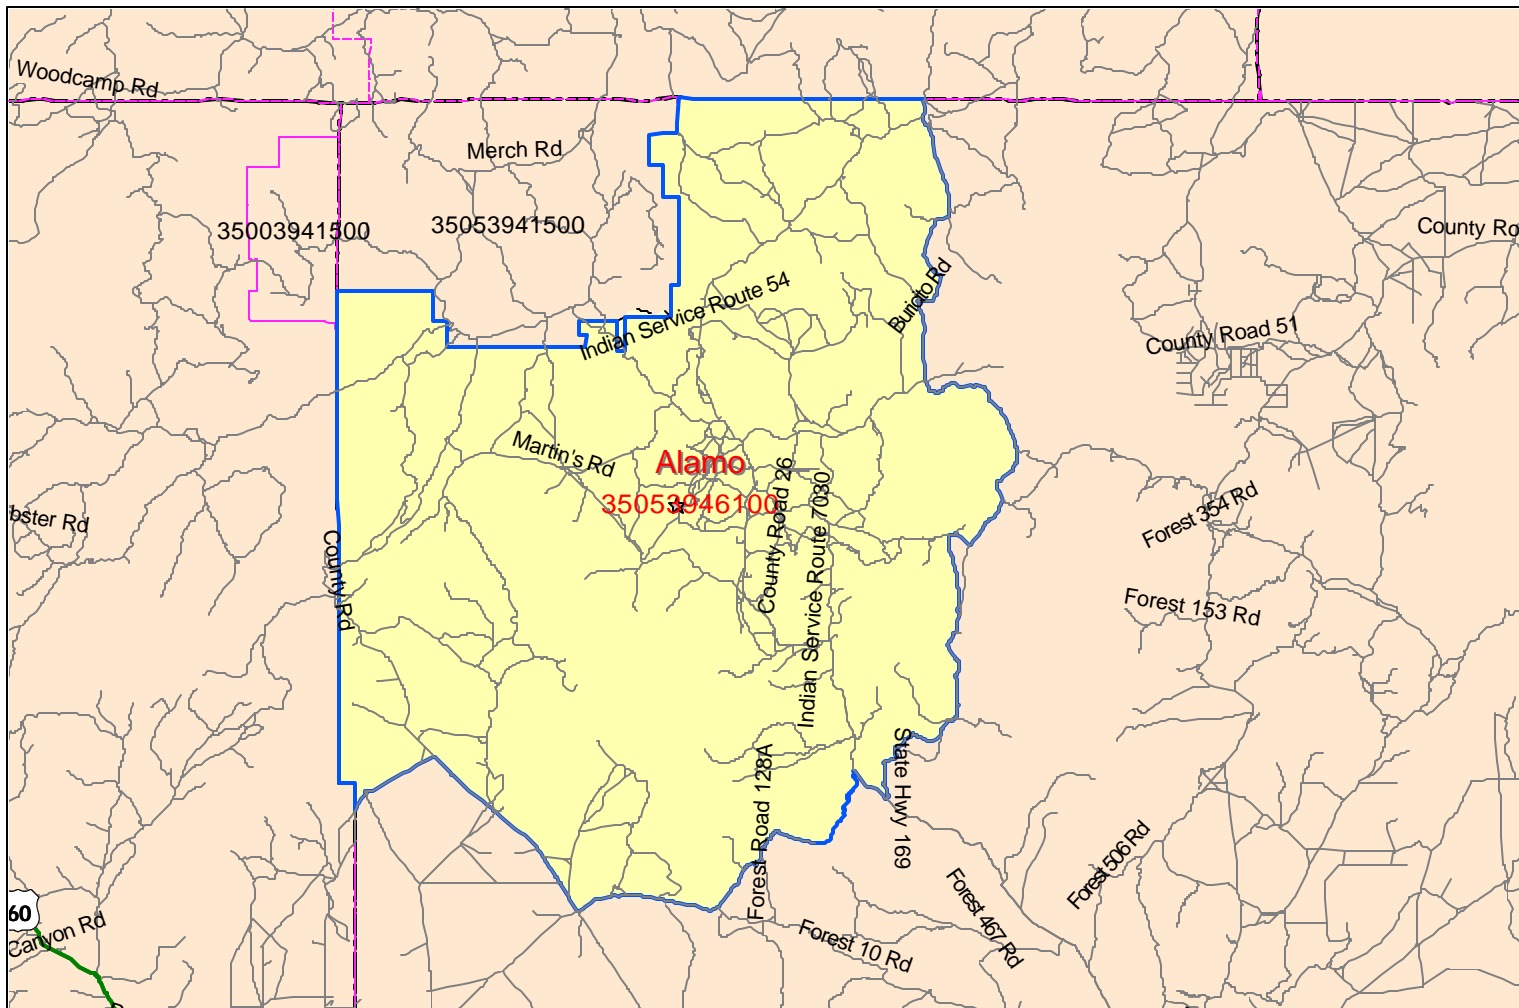 Woodcamp Rd
Merch Rd
35003941500
35053941500
County Ro
Indian Service Route 54
Buricito Rd
County Road 51
Martin's Rd
Alamo
35053946100
County Road 26
Indian Service Route 7030
bster Rd
Forest 354 Rd
County Rd
Forest 153 Rd
Forest Road 128A
State Hwy 169
Forest 506 Rd
Forest 467 Rd
60
Canyon Rd
Forest 10 Rd